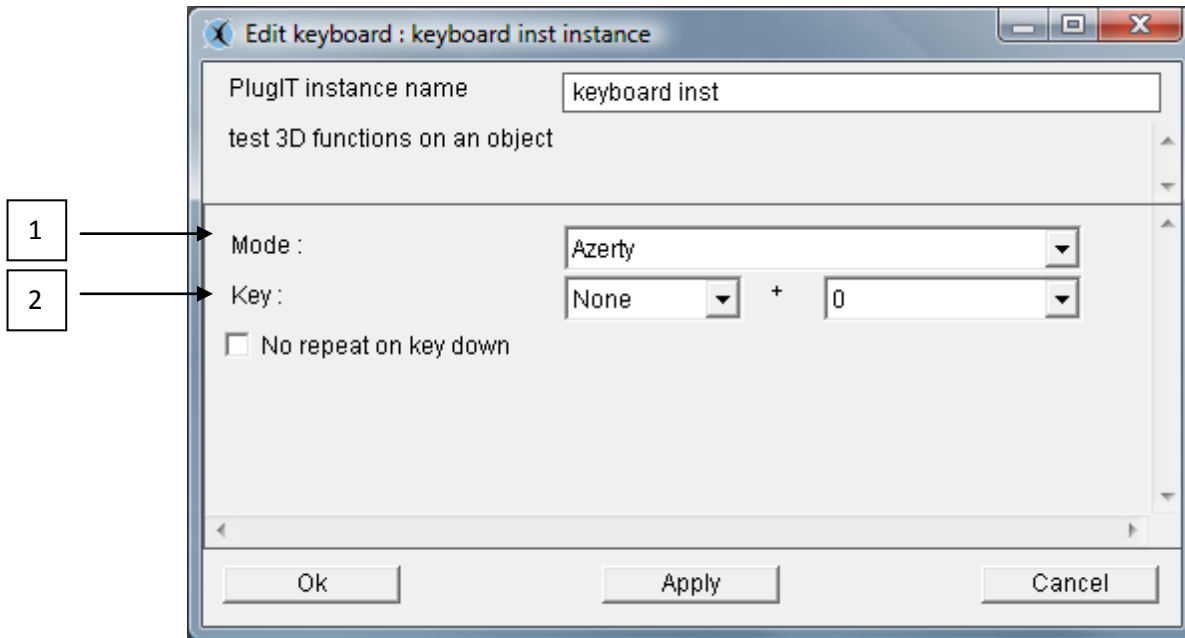 Edit keyboard : keyboard inst instance
PlugIT instance name keyboard inst
test 3D functions on an object
1 Mode : Azerty
2 Key : None + 0
No repeat on key down
Ok Apply Cancel